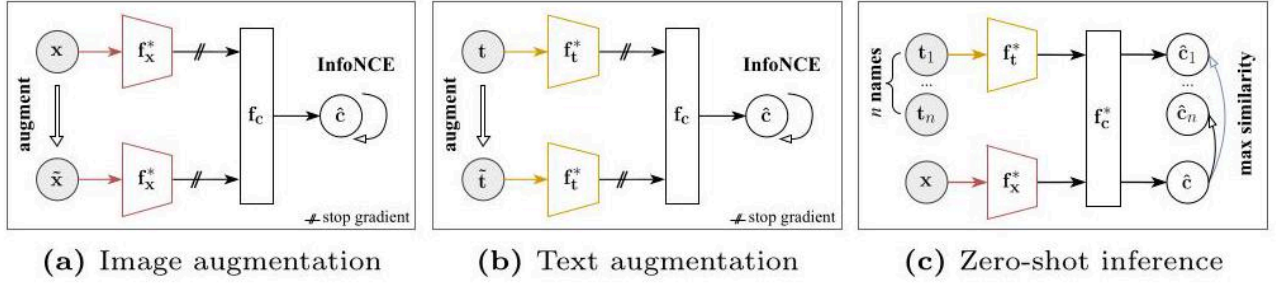 x
f*x
augment
x̃
f*x
fc
InfoNCE
ĉ
stop gradient
(a) Image augmentation
t
f*t
augment
t̃
f*t
fc
InfoNCE
ĉ
stop gradient
(b) Text augmentation
n names
t1
...
tn
f*t
x
f*x
f*c
ĉ1
...
ĉn
ĉ
max similarity
(c) Zero-shot inference